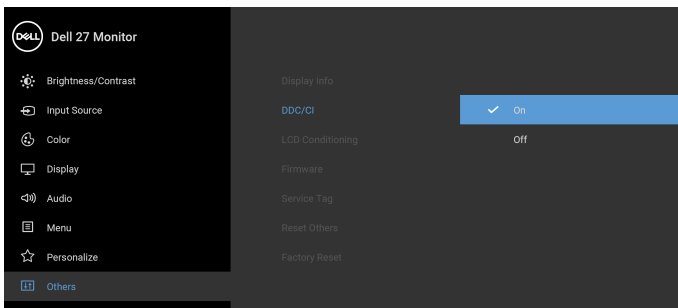 DELL Dell 27 Monitor
Brightness/Contrast
Display Info
Input Source
DDC/CI
On
Color
LCD Conditioning
Off
Display
Firmware
Audio
Service Tag
Menu
Reset Others
Personalize
Factory Reset
Others